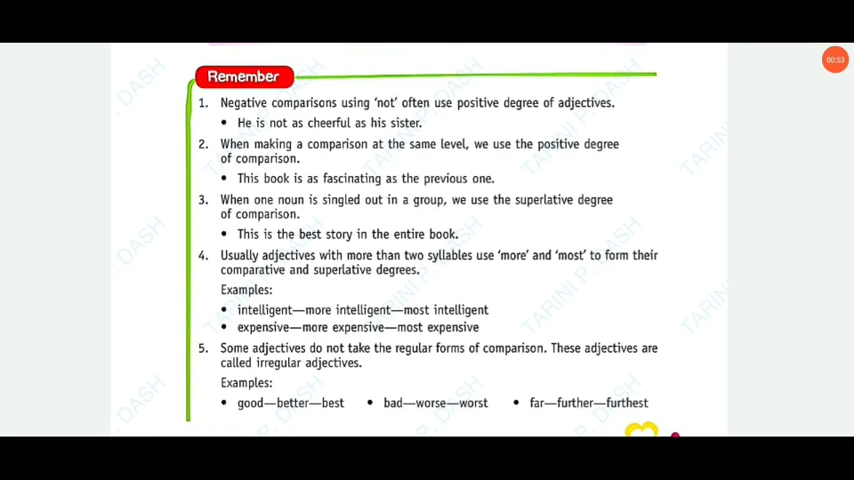 00:53
Remember
1. Negative comparisons using 'not' often use positive degree of adjectives.
• He is not as cheerful as his sister.
2. When making a comparison at the same level, we use the positive degree
of comparison.
• This book is as fascinating as the previous one.
3. When one noun is singled out in a group, we use the superlative degree
of comparison.
• This is the best story in the entire book.
4. Usually adjectives with more than two syllables use 'more' and 'most' to form their
comparative and superlative degrees.
Examples:
• intelligent—more intelligent—most intelligent
• expensive—more expensive—most expensive
5. Some adjectives do not take the regular forms of comparison. These adjectives are
called irregular adjectives.
Examples:
• good—better—best • bad—worse—worst • far—further—furthest
TARINI P. DASH